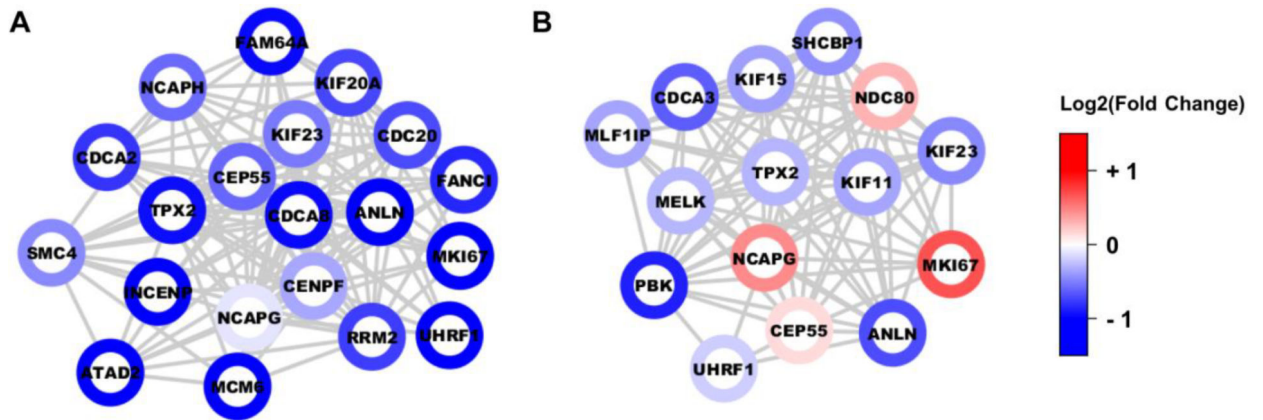 A
FAM64A
NCAPH
KIF20A
KIF23
CDC20
CDCA2
CEP55
FANCI
TPX2
CDCA8
ANLN
SMC4
MKI67
INCENP
CENPF
NCAPG
RRM2
UHRF1
ATAD2
MCM6
B
SHCBP1
KIF15
CDCA3
NDC80
MLF1IP
KIF23
TPX2
KIF11
MELK
NCAPG
MKI67
PBK
CEP55
ANLN
UHRF1
Log2(Fold Change)
+ 1
0
- 1